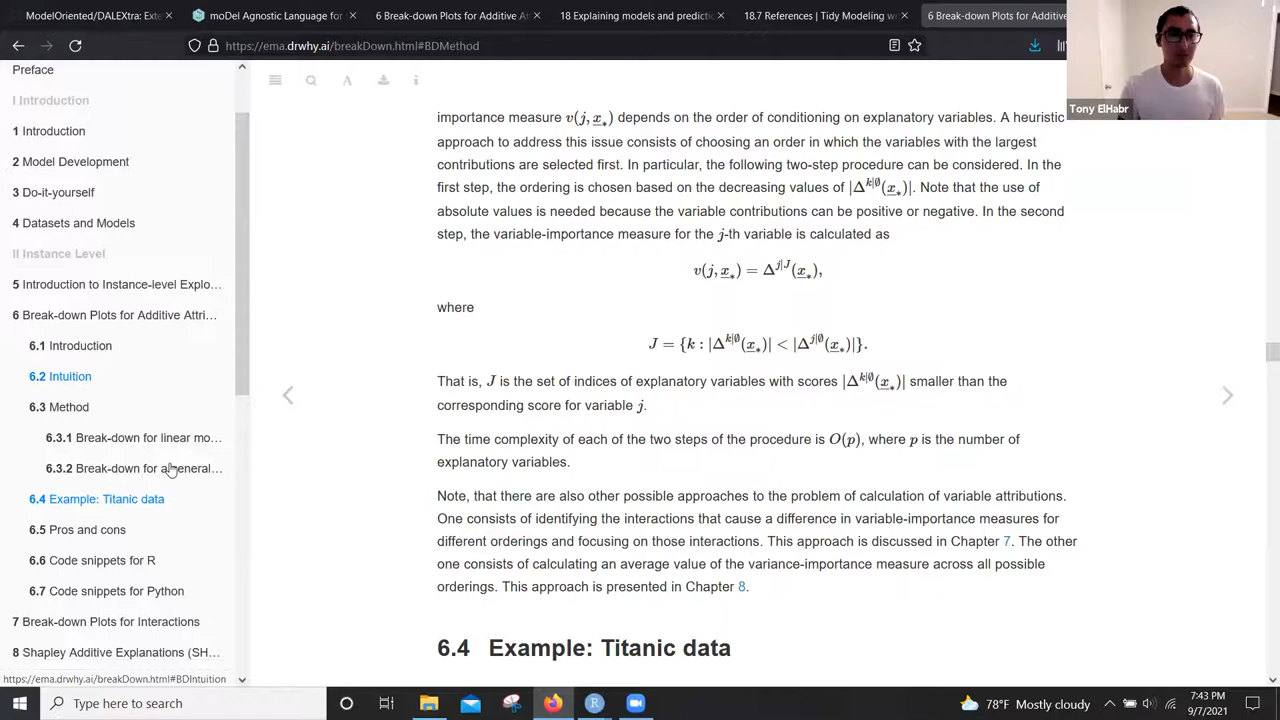 ModelOriented/DALEXtra: Exter
moDel Agnostic Language for
6 Break-down Plots for Additive At
18 Explaining models and predictio
18.7 References | Tidy Modeling w
6 Break-down Plots for Additive
https://ema.drwhy.ai/breakDown.html#BDMethod
Tony ElHabr
Preface
I Introduction
1 Introduction
2 Model Development
3 Do-it-yourself
4 Datasets and Models
II Instance Level
5 Introduction to Instance-level Explo…
6 Break-down Plots for Additive Attri…
6.1 Introduction
6.2 Intuition
6.3 Method
6.3.1 Break-down for linear mo…
6.3.2 Break-down for a general…
6.4 Example: Titanic data
6.5 Pros and cons
6.6 Code snippets for R
6.7 Code snippets for Python
7 Break-down Plots for Interactions
8 Shapley Additive Explanations (SH…
https://ema.drwhy.ai/breakDown.html#BDIntuition
importance measure v(j, x_*) depends on the order of conditioning on explanatory variables. A heuristic
approach to address this issue consists of choosing an order in which the variables with the largest
contributions are selected first. In particular, the following two-step procedure can be considered. In the
first step, the ordering is chosen based on the decreasing values of |Δ^{k|∅}(x_*)|. Note that the use of
absolute values is needed because the variable contributions can be positive or negative. In the second
step, the variable-importance measure for the j-th variable is calculated as
v(j, x_*) = Δ^{j|J}(x_*),
where
J = {k : |Δ^{k|∅}(x_*)| < |Δ^{j|∅}(x_*)|}.
That is, J is the set of indices of explanatory variables with scores |Δ^{k|∅}(x_*)| smaller than the
corresponding score for variable j.
The time complexity of each of the two steps of the procedure is O(p), where p is the number of
explanatory variables.
Note, that there are also other possible approaches to the problem of calculation of variable attributions.
One consists of identifying the interactions that cause a difference in variable-importance measures for
different orderings and focusing on those interactions. This approach is discussed in Chapter 7. The other
one consists of calculating an average value of the variance-importance measure across all possible
orderings. This approach is presented in Chapter 8.
6.4 Example: Titanic data
Type here to search
78°F Mostly cloudy
7:43 PM
9/7/2021